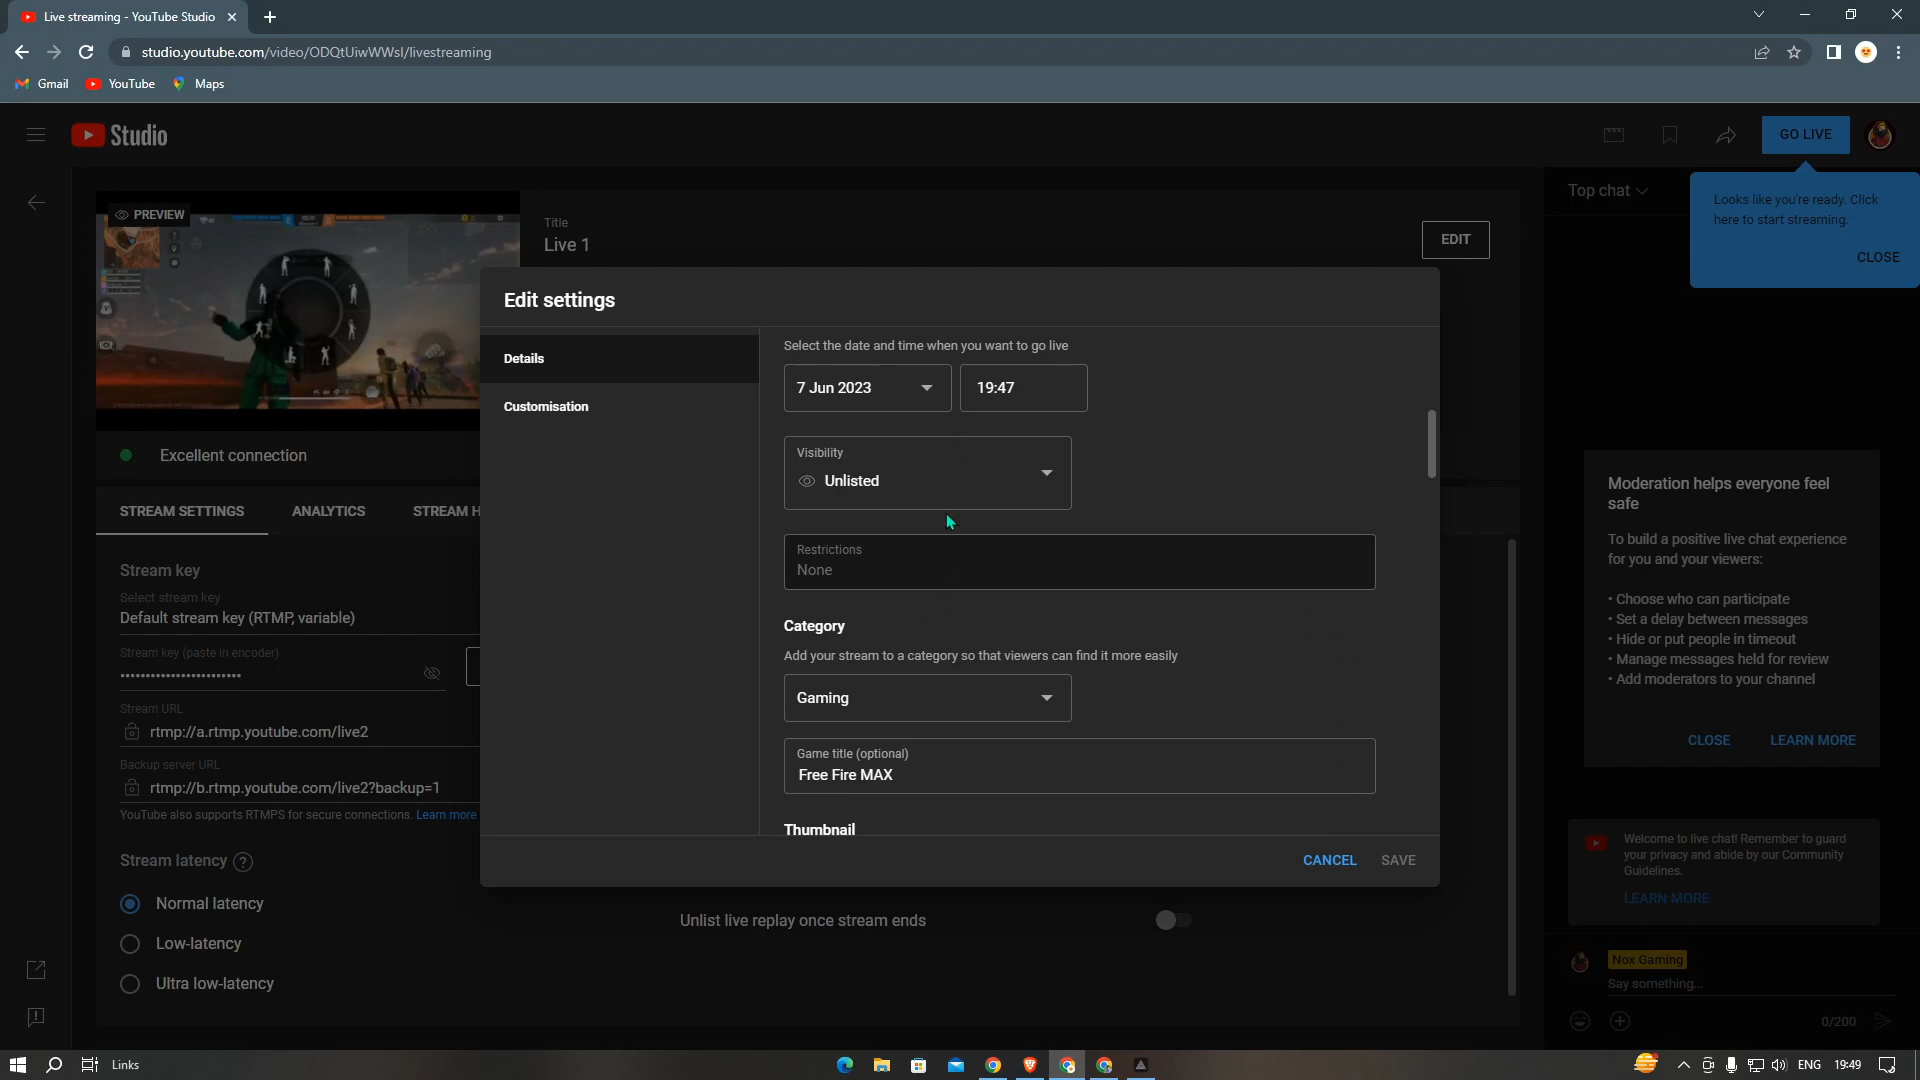 Live streaming - YouTube Studio
studio.youtube.com/video/ODQtUiwWWsI/livestreaming
Gmail
YouTube
Maps
Studio
GO LIVE
PREVIEW
Title
Live 1
EDIT
Top chat
Looks like you're ready. Click
here to start streaming.
CLOSE
Edit settings
Details
Customisation
Select the date and time when you want to go live
7 Jun 2023
19:47
Visibility
Unlisted
Restrictions
None
Category
Add your stream to a category so that viewers can find it more easily
Gaming
Game title (optional)
Free Fire MAX
Thumbnail
CANCEL
SAVE
Excellent connection
STREAM SETTINGS
ANALYTICS
STREAM H
Stream key
Select stream key
Default stream key (RTMP, variable)
Stream key (paste in encoder)
Stream URL
rtmp://a.rtmp.youtube.com/live2
Backup server URL
rtmp://b.rtmp.youtube.com/live2?backup=1
YouTube also supports RTMPS for secure connections. Learn more
Stream latency
Normal latency
Low-latency
Ultra low-latency
Unlist live replay once stream ends
Moderation helps everyone feel
safe
To build a positive live chat experience
for you and your viewers:
• Choose who can participate
• Set a delay between messages
• Hide or put people in timeout
• Manage messages held for review
• Add moderators to your channel
CLOSE
LEARN MORE
Welcome to live chat! Remember to guard
your privacy and abide by our Community
Guidelines.
LEARN MORE
Nox Gaming
Say something...
0/200
Links
ENG
19:49